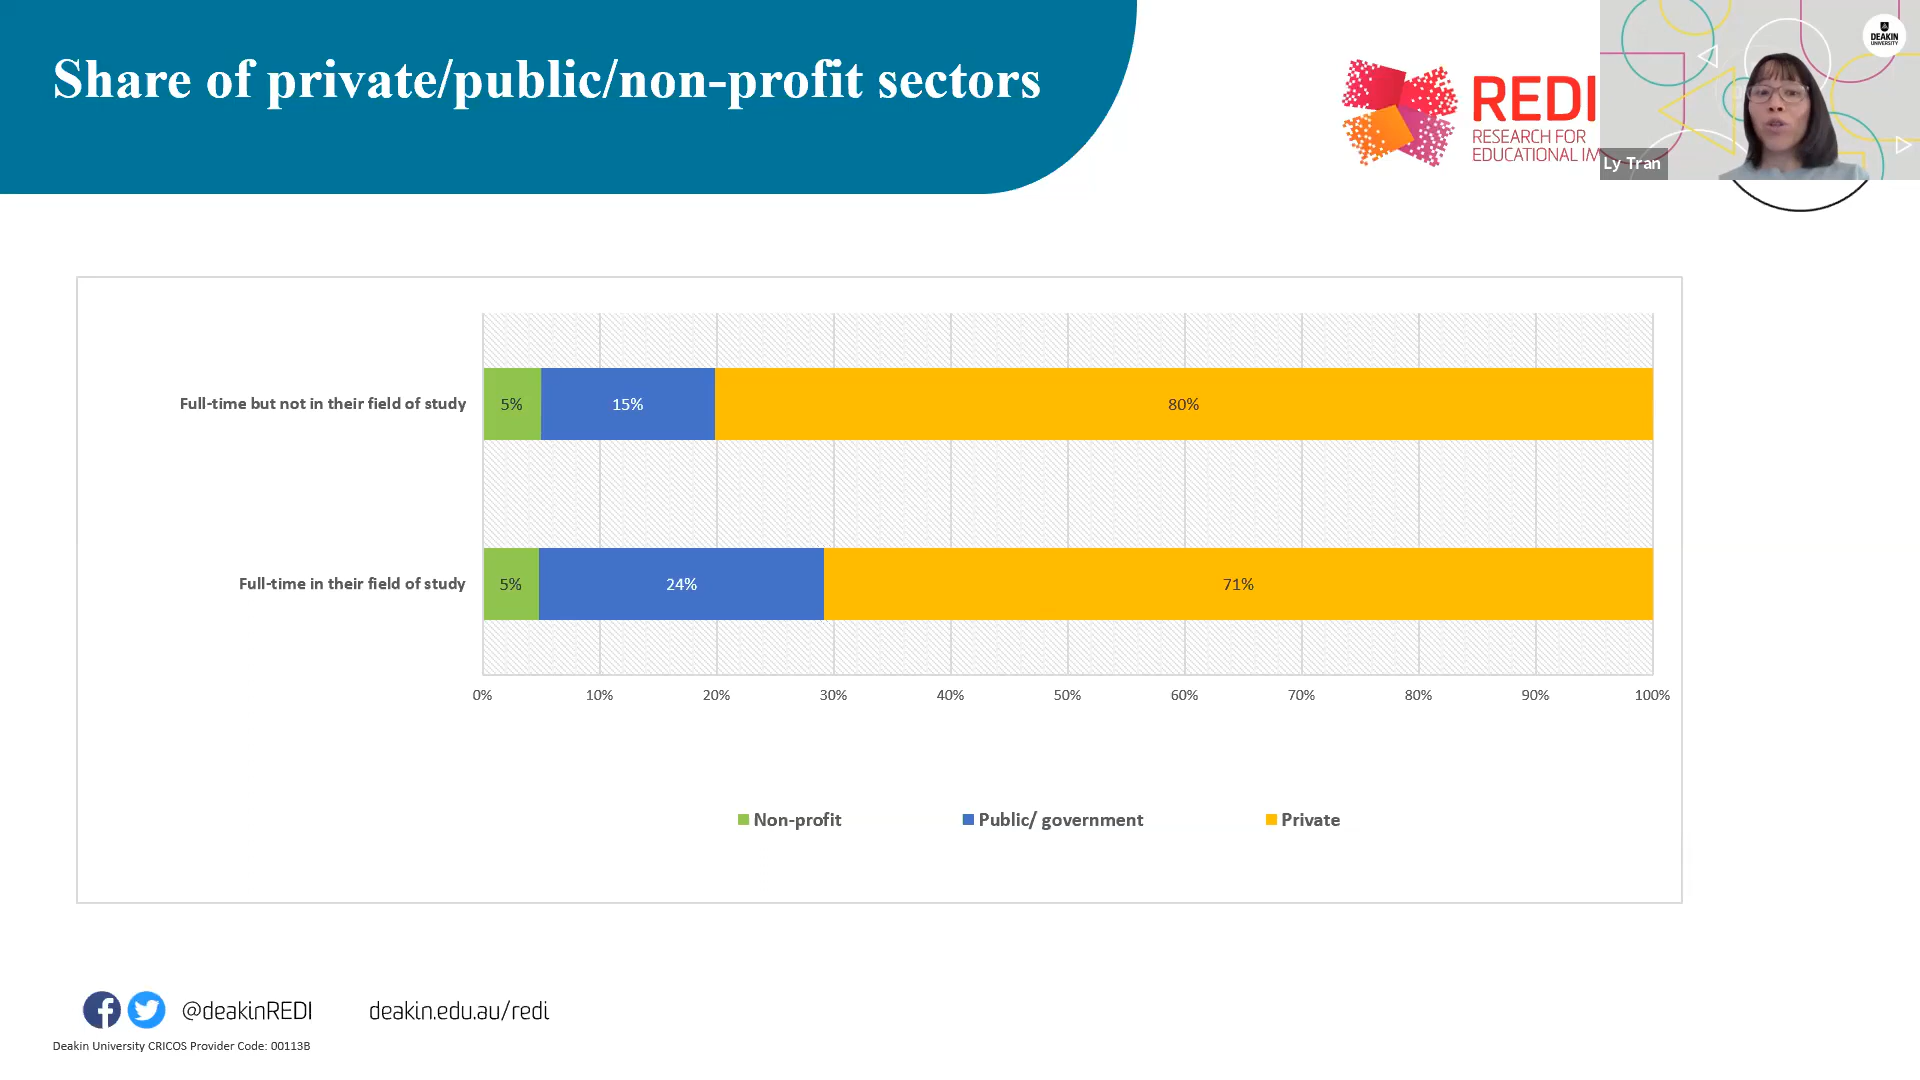 Share of private/public/non-profit sectors
REDI
RESEARCH FOR
EDUCATIONAL IM
DEAKIN
UNIVERSITY
Ly Tran
Full-time but not in their field of study
5%
15%
80%
Full-time in their field of study
5%
24%
71%
0%
10%
20%
30%
40%
50%
60%
70%
80%
90%
100%
Non-profit
Public/ government
Private
@deakinREDI
deakin.edu.au/redi
Deakin University CRICOS Provider Code: 00113B